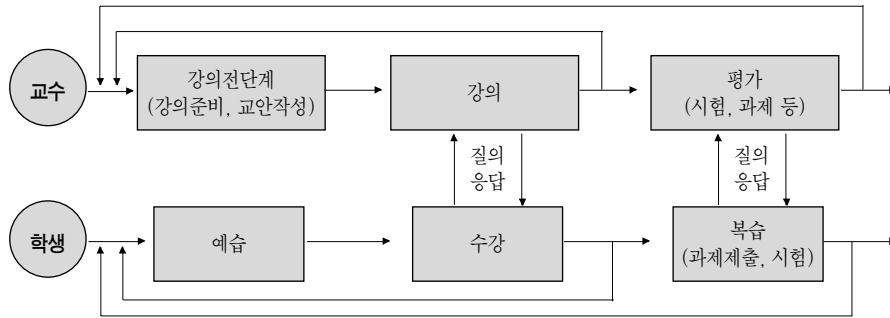 교수
강의전단계
(강의준비, 교안작성)
강의
평가
(시험, 과제 등)
질의
응답
질의
응답
학생
예습
수강
복습
(과제제출, 시험)